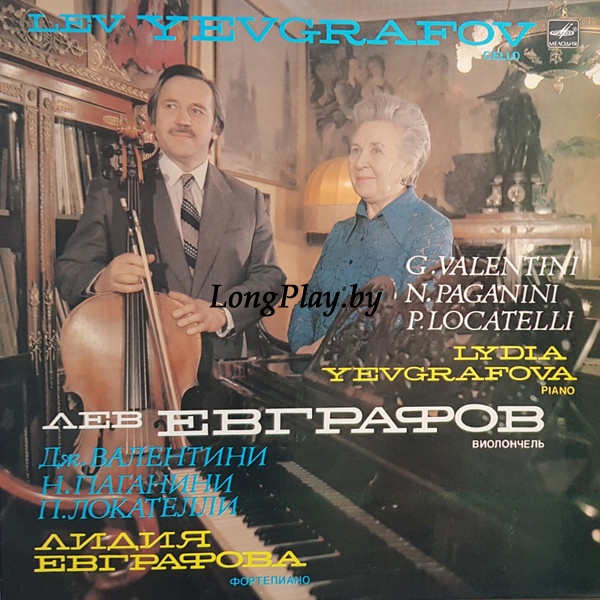 LEV YEVGRAFOV
CELLO
МЕЛОДИЯ
G. VALENTINI
N. PAGANINI
P. LOCATELLI
LongPlay.by
LYDIA
YEVGRAFOVA
PIANO
ЛЕВ ЕВГРАФОВ
ВИОЛОНЧЕЛЬ
Дж. ВАЛЕНТИНИ
Н. ПАГАНИНИ
П. ЛОКАТЕЛЛИ
ЛИДИЯ
ЕВГРАФОВА
ФОРТЕПИАНО